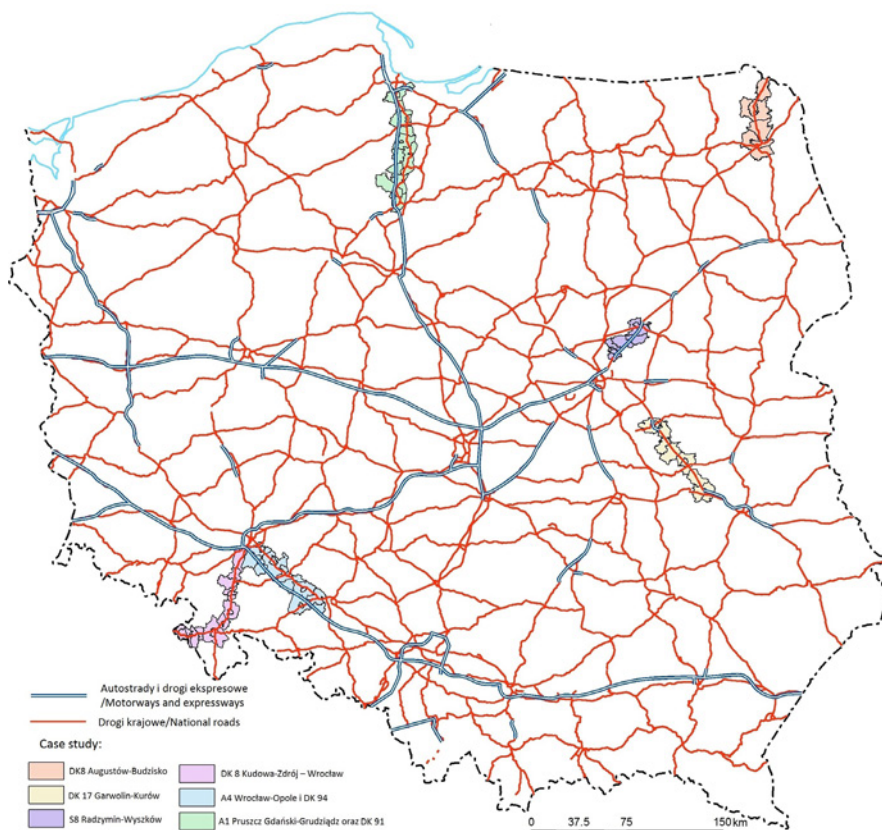 Autostrady i drogi ekspresowe
/Motorways and expressways
Drogi krajowe/National roads
Case study:
DK8 Augustów-Budzisko
DK 17 Garwolin-Kurów
S8 Radzymin-Wyszków
DK 8 Kudowa-Zdrój – Wrocław
A4 Wrocław-Opole i DK 94
A1 Pruszcz Gdański-Grudziądz oraz DK 91
0 37.5 75 150 km